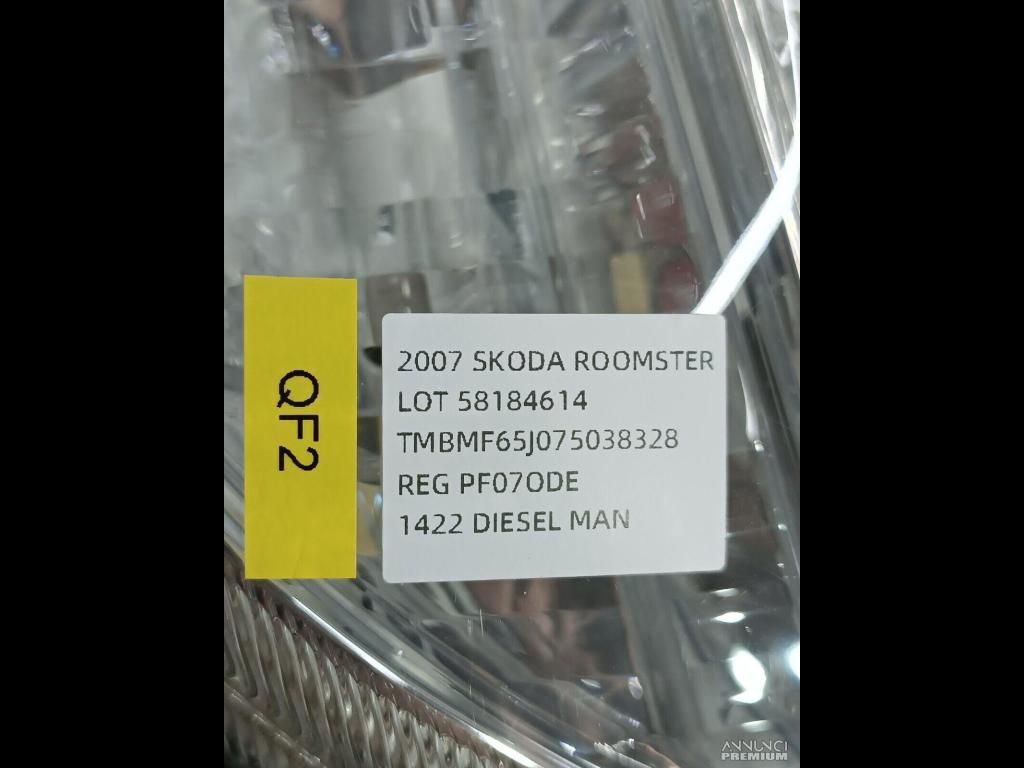 QF2
2007 SKODA ROOMSTER
LOT 58184614
TMBMF65J075038328
REG PF07ODE
1422 DIESEL MAN
ANNUNCI
PREMIUM